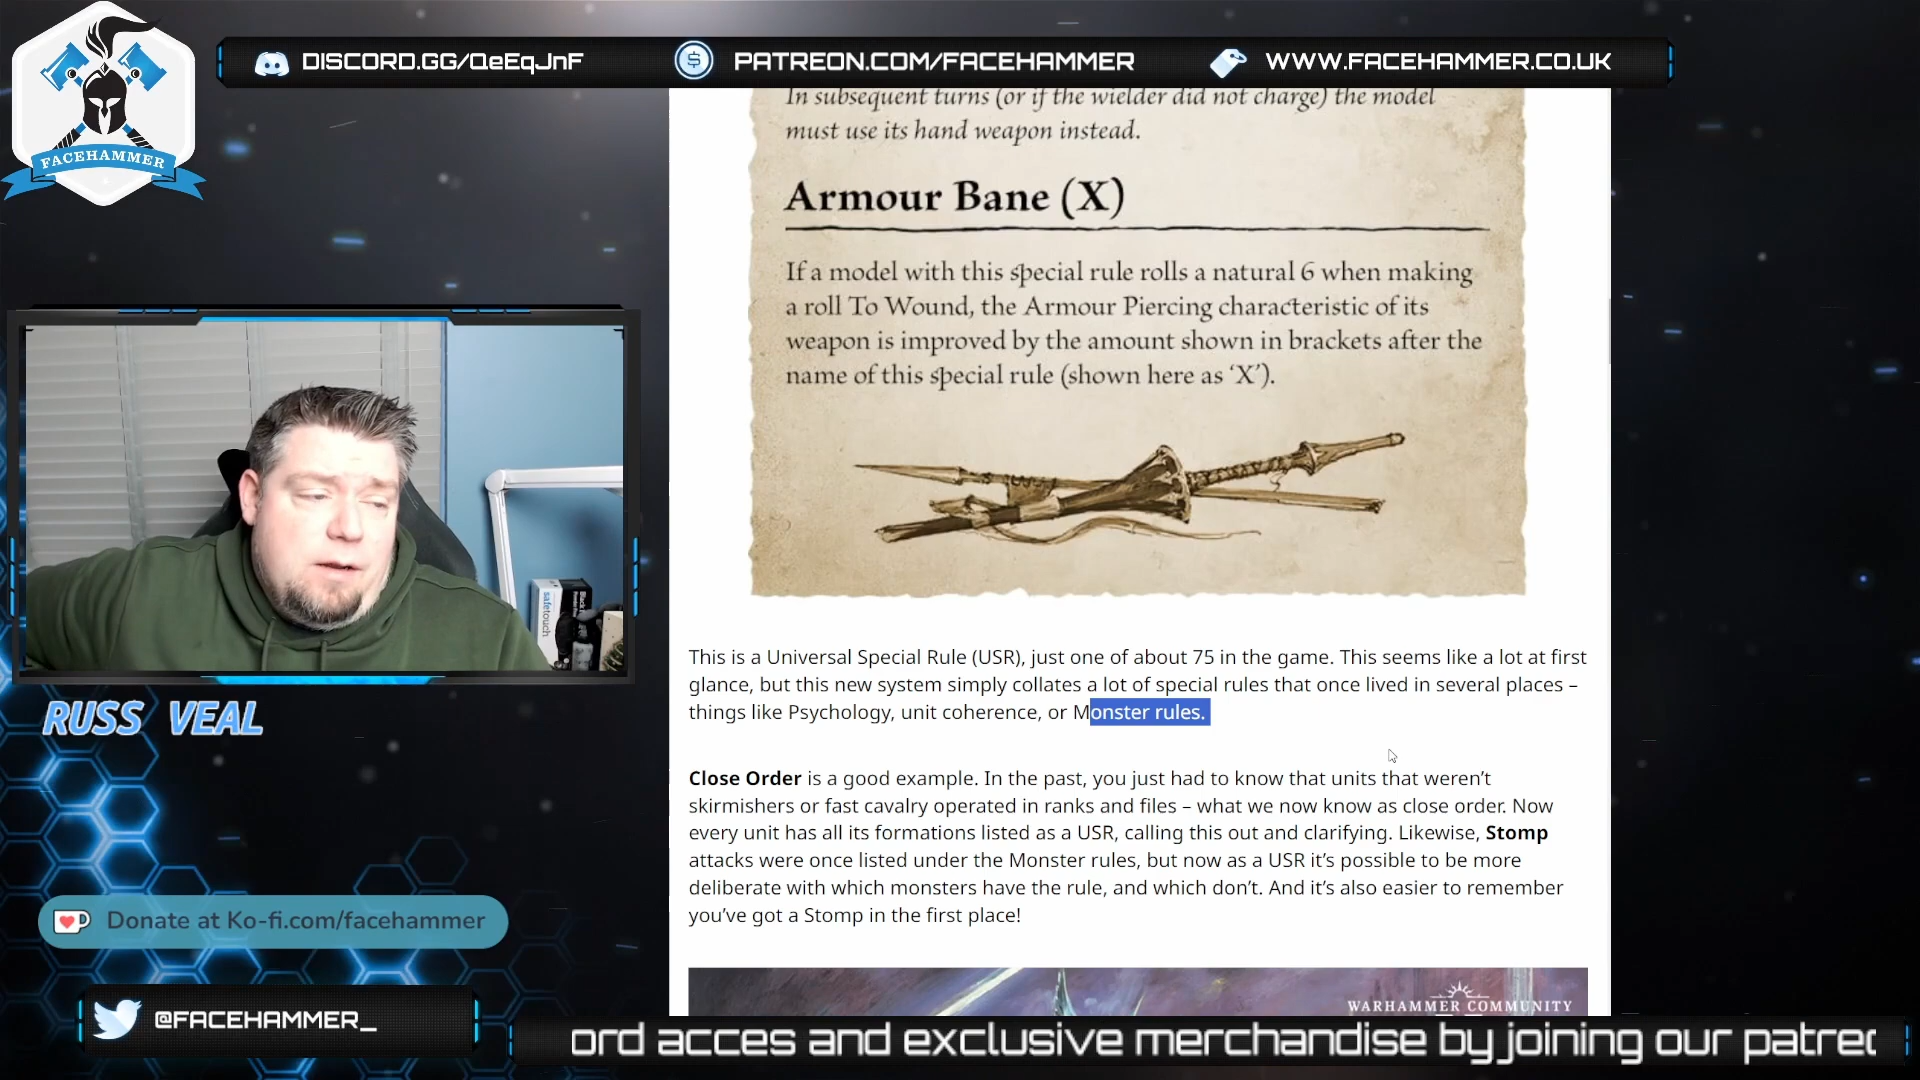 FACEHAMMER
DISCORD.GG/QeEqJnF
PATREON.COM/FACEHAMMER
WWW.FACEHAMMER.CO.UK
In subsequent turns (or if the wielder did not charge) the model
must use its hand weapon instead.
Armour Bane (X)
If a model with this special rule rolls a natural 6 when making
a roll To Wound, the Armour Piercing characteristic of its
weapon is improved by the amount shown in brackets after the
name of this special rule (shown here as ‘X’).
safetouch
RUSS VEAL
This is a Universal Special Rule (USR), just one of about 75 in the game. This seems like a lot at first
glance, but this new system simply collates a lot of special rules that once lived in several places –
things like Psychology, unit coherence, or Monster rules.
Close Order is a good example. In the past, you just had to know that units that weren’t
skirmishers or fast cavalry operated in ranks and files – what we now know as close order. Now
every unit has all its formations listed as a USR, calling this out and clarifying. Likewise, Stomp
attacks were once listed under the Monster rules, but now as a USR it’s possible to be more
deliberate with which monsters have the rule, and which don’t. And it’s also easier to remember
you’ve got a Stomp in the first place!
WARHAMMER COMMUNITY
Donate at Ko-fi.com/facehammer
@FACEHAMMER_
ord acces and exclusive merchandise by joining our patreo